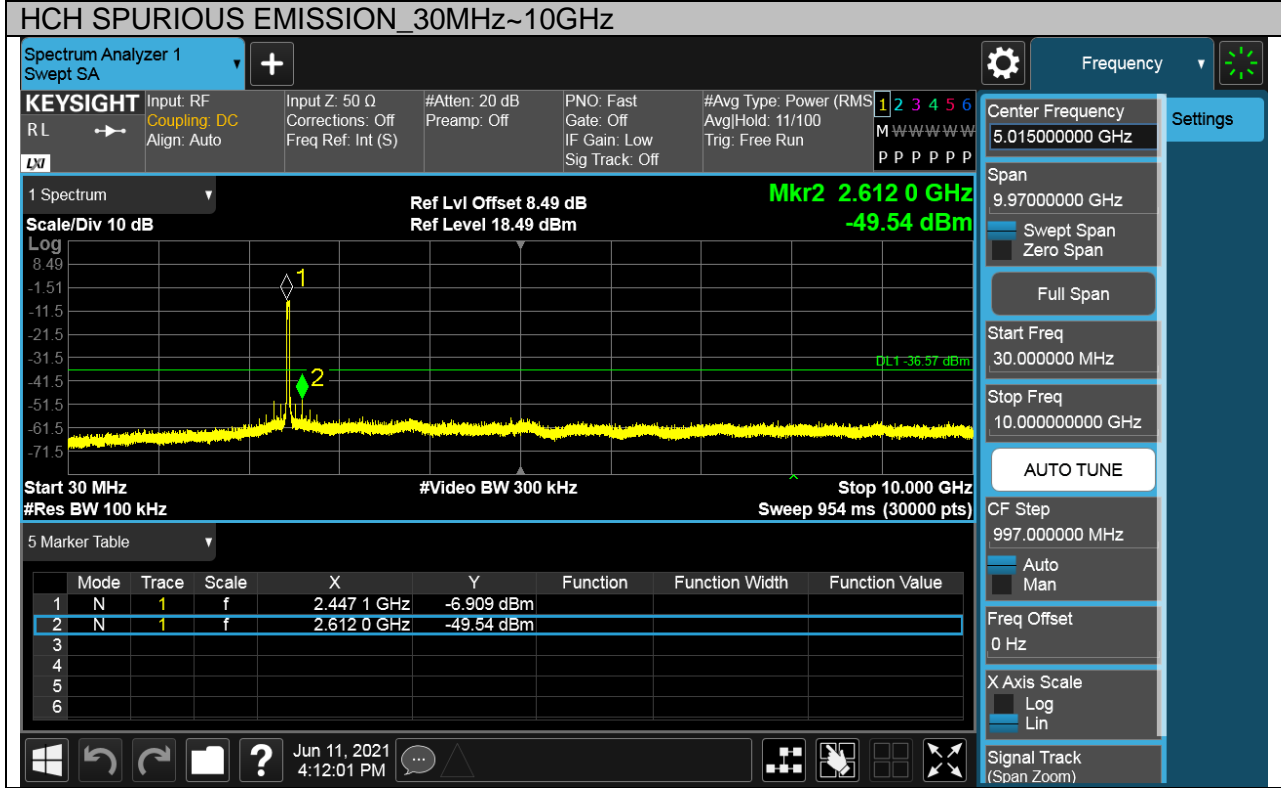 HCH SPURIOUS EMISSION_30MHz~10GHz
Spectrum Analyzer 1
Swept SA
Frequency
KEYSIGHT
R L
LXI
Input: RF
Coupling: DC
Align: Auto
Input Z: 50 Ω
Corrections: Off
Freq Ref: Int (S)
#Atten: 20 dB
Preamp: Off
PNO: Fast
Gate: Off
IF Gain: Low
Sig Track: Off
#Avg Type: Power (RMS
Avg|Hold: 11/100
Trig: Free Run
1 2 3 4 5 6
M W W W W W
P P P P P P
1 Spectrum
Scale/Div 10 dB
Ref Lvl Offset 8.49 dB
Ref Level 18.49 dBm
Mkr2 2.612 0 GHz
-49.54 dBm
Log
8.49
-1.51
-11.5
-21.5
-31.5
-41.5
-51.5
-61.5
-71.5
1
2
DL1 -36.57 dBm
Start 30 MHz
#Video BW 300 kHz
Stop 10.000 GHz
#Res BW 100 kHz
Sweep 954 ms (30000 pts)
5 Marker Table
Mode Trace Scale X Y Function Function Width Function Value
1 N 1 f 2.447 1 GHz -6.909 dBm
2 N 1 f 2.612 0 GHz -49.54 dBm
3
4
5
6
Center Frequency
5.015000000 GHz
Settings
Span
9.97000000 GHz
Swept Span
Zero Span
Full Span
Start Freq
30.000000 MHz
Stop Freq
10.000000000 GHz
AUTO TUNE
CF Step
997.000000 MHz
Auto
Man
Freq Offset
0 Hz
X Axis Scale
Log
Lin
Signal Track
(Span Zoom)
?
Jun 11, 2021
4:12:01 PM